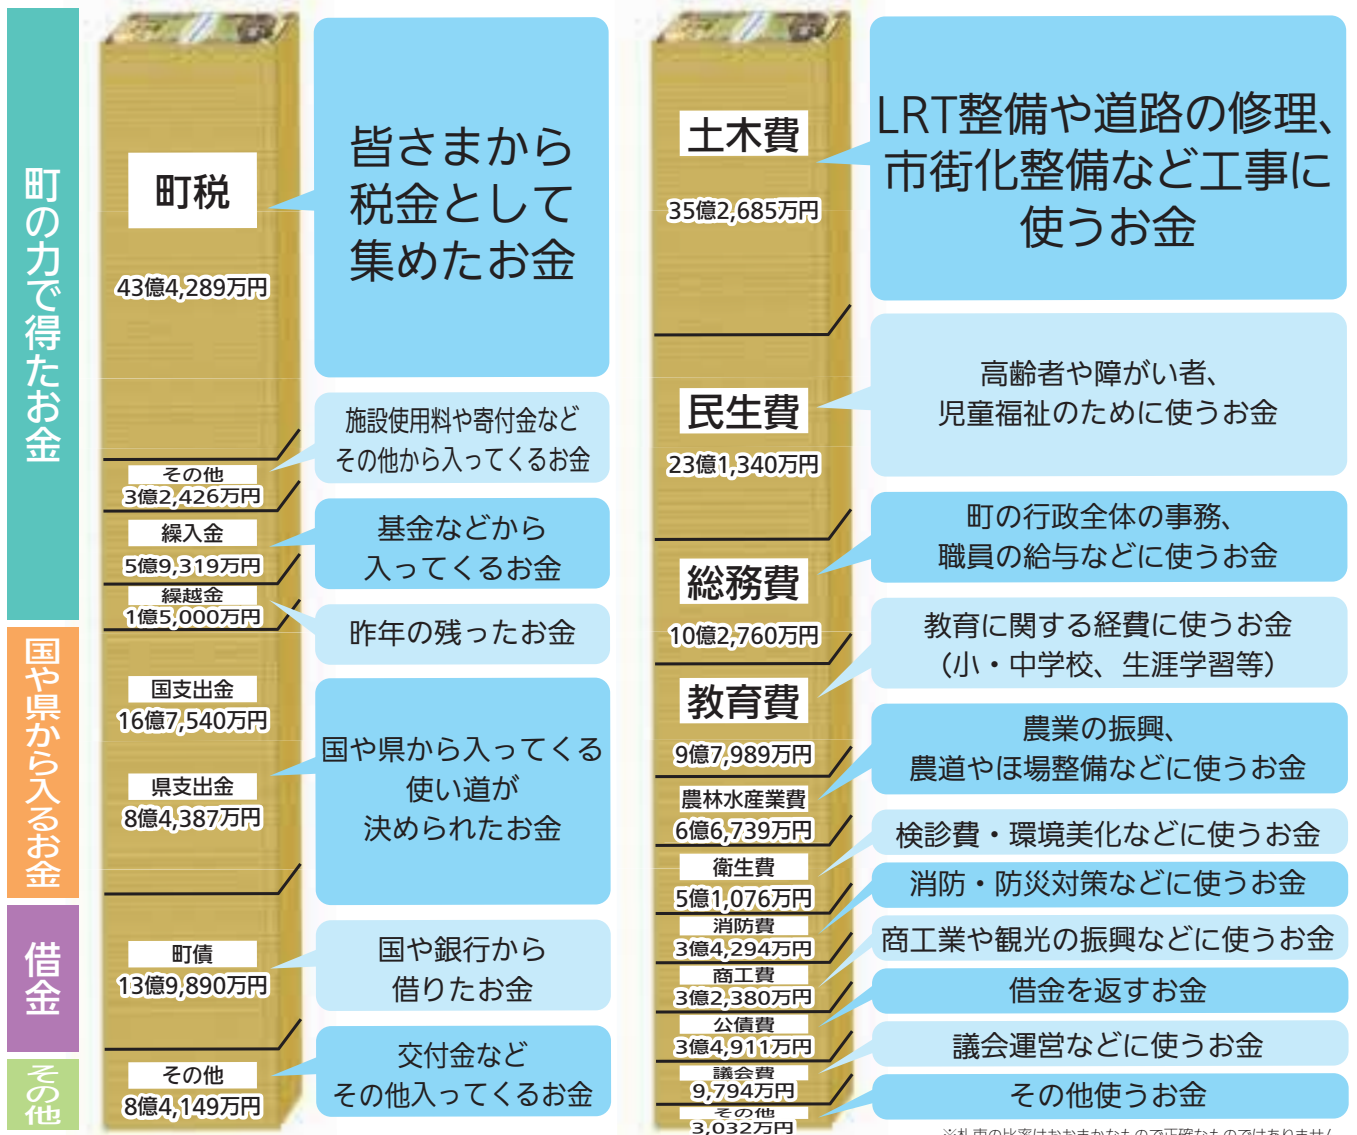 町の力で得たお金
町税
43億4,289万円
皆さまから
税金として
集めたお金
その他
3億2,426万円
施設使用料や寄付金など
その他から入ってくるお金
繰入金
5億9,319万円
基金などから
入ってくるお金
繰越金
1億5,000万円
昨年の残ったお金
国や県から入るお金
国支出金
16億7,540万円
県支出金
8億4,387万円
国や県から入ってくる
使い道が
決められたお金
借金
町債
13億9,890万円
国や銀行から
借りたお金
その他
その他
8億4,149万円
交付金など
その他入ってくるお金
土木費
35億2,685万円
LRT整備や道路の修理、
市街化整備など工事に
使うお金
民生費
23億1,340万円
高齢者や障がい者、
児童福祉のために使うお金
総務費
10億2,760万円
町の行政全体の事務、
職員の給与などに使うお金
教育費
9億7,989万円
教育に関する経費に使うお金
（小・中学校、生涯学習等）
農林水産業費
6億6,739万円
農業の振興、
農道やほ場整備などに使うお金
衛生費
5億1,076万円
検診費・環境美化などに使うお金
消防費
3億4,294万円
消防・防災対策などに使うお金
商工費
3億2,380万円
商工業や観光の振興などに使うお金
公債費
3億4,911万円
借金を返すお金
議会費
9,794万円
議会運営などに使うお金
その他
3,032万円
その他使うお金
※札束の比率はおおまかなもので正確なものではありません